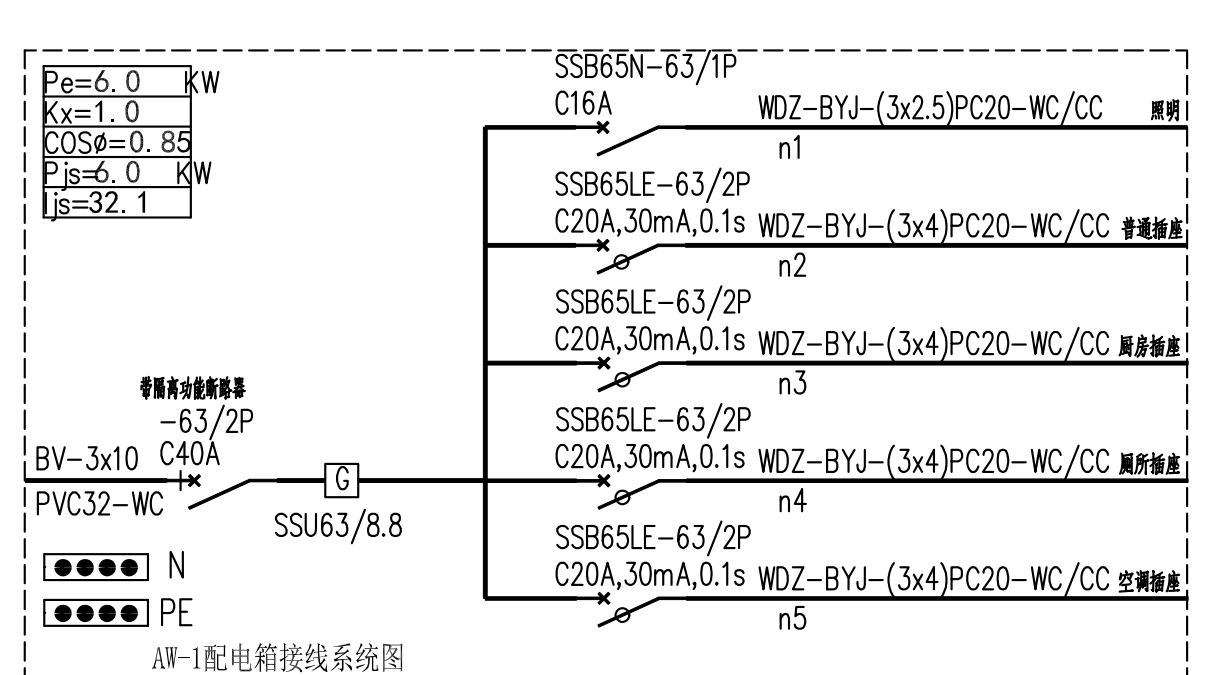 Pe=6.0 KW
Kx=1.0
COSø=0.85
Pjs=6.0 KW
Ijs=32.1
SSB65N-63/1P
C16A
WDZ-BYJ-(3x2.5)PC20-WC/CC 照明
n1
SSB65LE-63/2P
C20A,30mA,0.1s WDZ-BYJ-(3x4)PC20-WC/CC 普通插座
n2
SSB65LE-63/2P
C20A,30mA,0.1s WDZ-BYJ-(3x4)PC20-WC/CC 厨房插座
n3
SSB65LE-63/2P
C20A,30mA,0.1s WDZ-BYJ-(3x4)PC20-WC/CC 厕所插座
n4
SSB65LE-63/2P
C20A,30mA,0.1s WDZ-BYJ-(3x4)PC20-WC/CC 空调插座
n5
带隔离功能断路器
-63/2P
BV-3x10 C40A
PVC32-WC
G
SSU63/8.8
N
PE
AW-1配电箱接线系统图